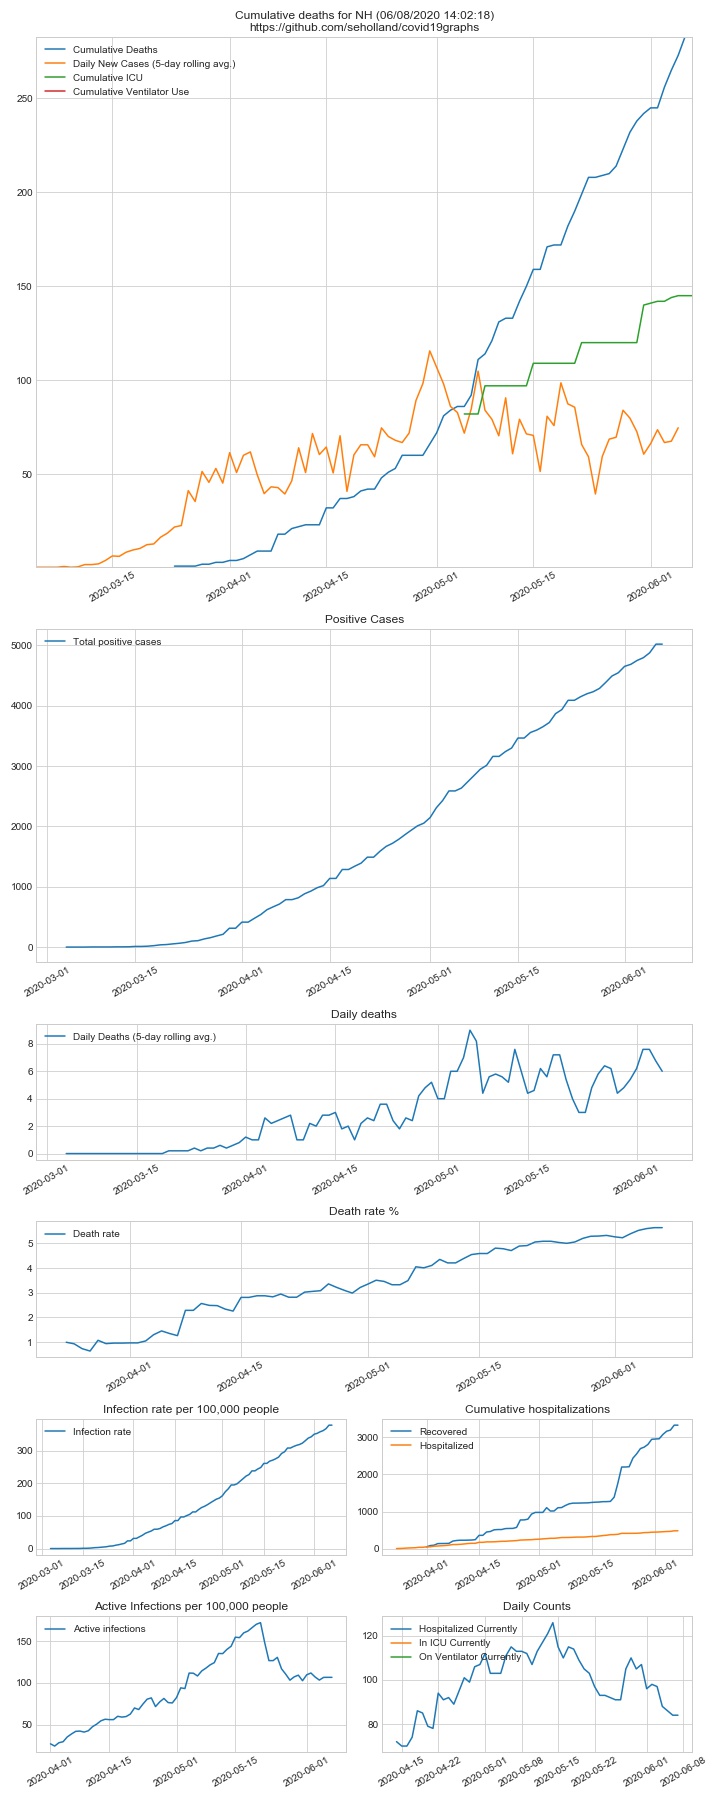 Cumulative deaths for NH (06/08/2020 14:02:18)
https://github.com/seholland/covid19graphs
Cumulative Deaths
Daily New Cases (5-day rolling avg.)
Cumulative ICU
Cumulative Ventilator Use
250
200
150
100
50
2020-03-15 2020-04-01 2020-04-15 2020-05-01 2020-05-15 2020-06-01
Positive Cases
Total positive cases
5000
4000
3000
2000
1000
0
2020-03-01 2020-03-15 2020-04-01 2020-04-15 2020-05-01 2020-05-15 2020-06-01
Daily deaths
Daily Deaths (5-day rolling avg.)
8
6
4
2
0
2020-03-01 2020-03-15 2020-04-01 2020-04-15 2020-05-01 2020-05-15 2020-06-01
Death rate %
Death rate
5
4
3
2
1
2020-04-01 2020-04-15 2020-05-01 2020-05-15 2020-06-01
Infection rate per 100,000 people
Infection rate
300
200
100
0
2020-03-01 2020-03-15 2020-04-01 2020-04-15 2020-05-01 2020-05-15 2020-06-01
Cumulative hospitalizations
Recovered
Hospitalized
3000
2000
1000
0
2020-04-01 2020-04-15 2020-05-01 2020-05-15 2020-06-01
Active Infections per 100,000 people
Active infections
150
100
50
2020-04-01 2020-04-15 2020-05-01 2020-05-15 2020-06-01
Daily Counts
Hospitalized Currently
In ICU Currently
On Ventilator Currently
120
100
80
2020-04-15 2020-04-22 2020-05-01 2020-05-08 2020-05-15 2020-05-22 2020-06-01 2020-06-08